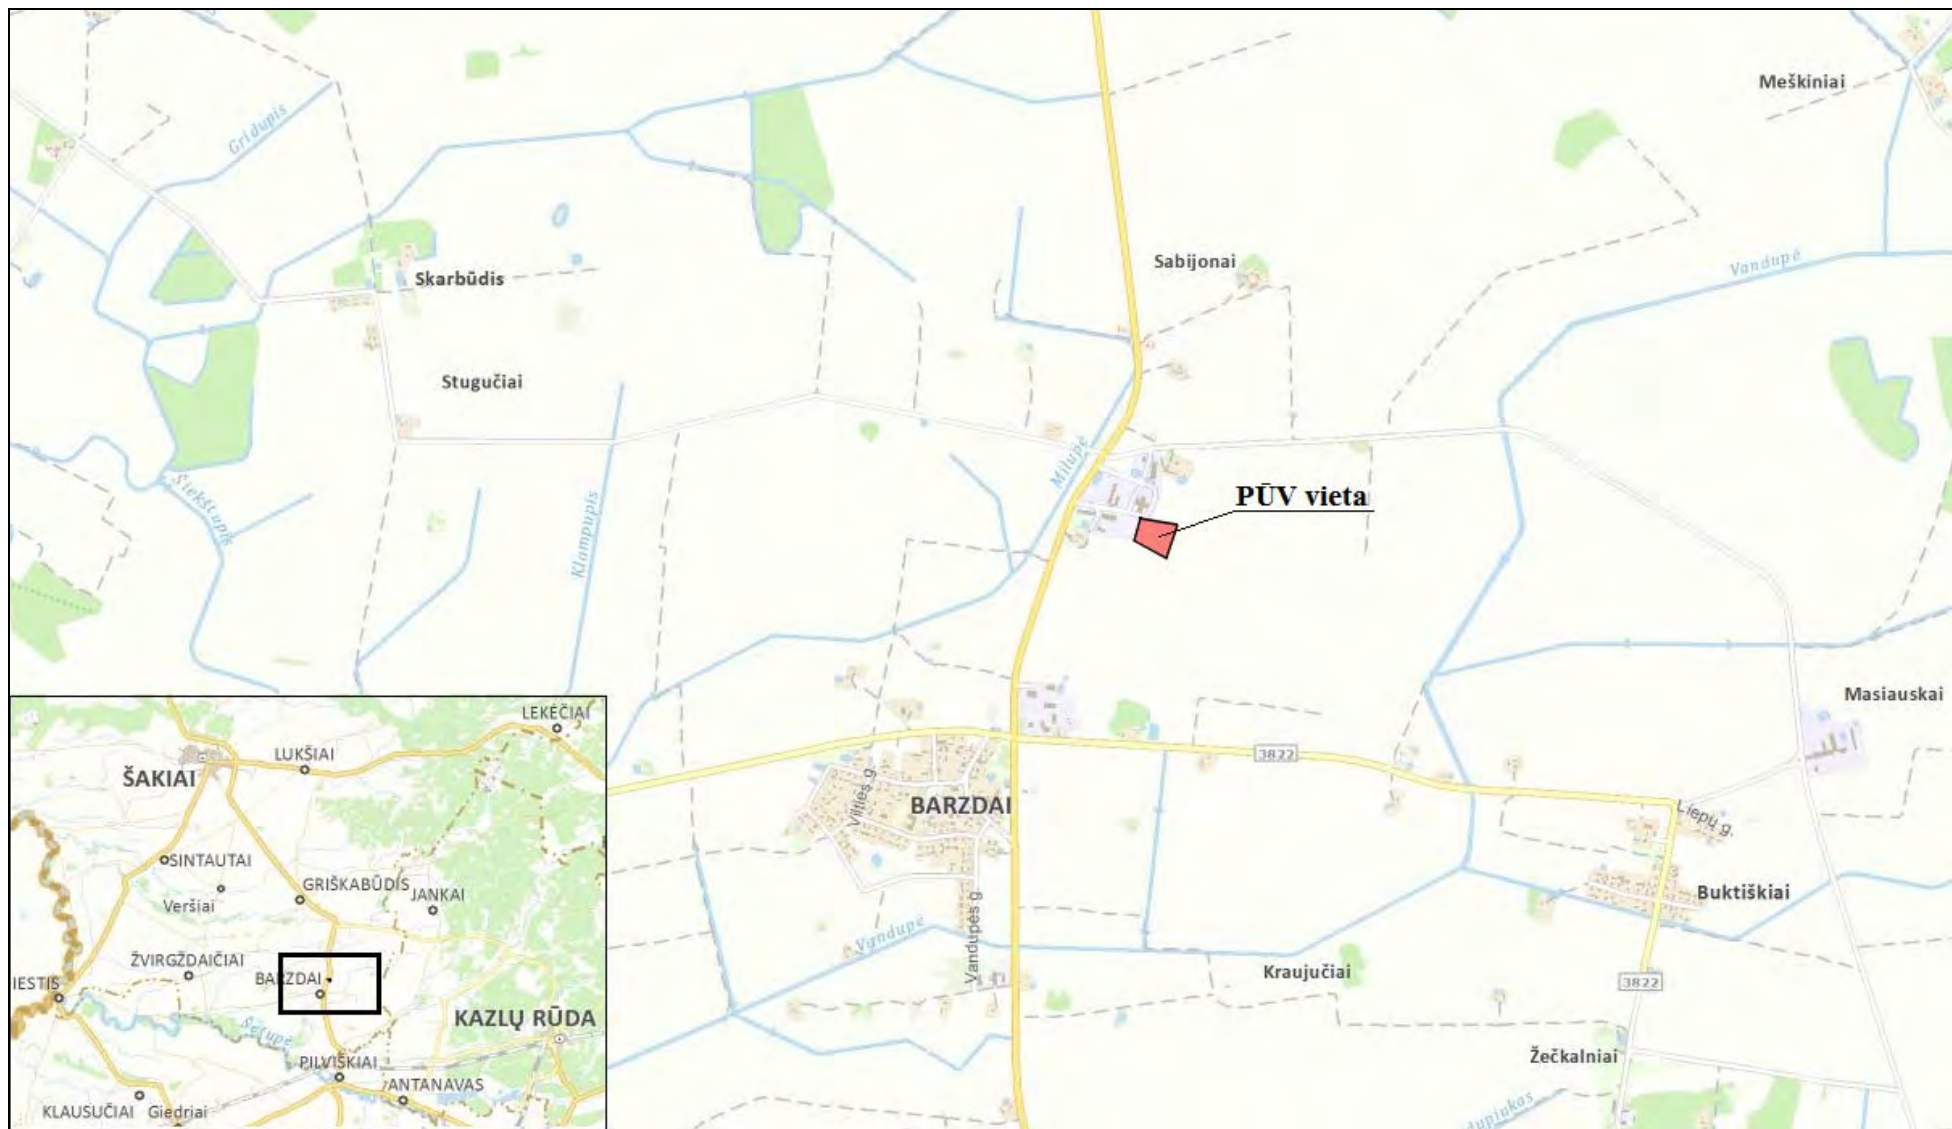 Meškiniai
Gridupis
Sabijonai
Vandupė
Skarbūdis
Stugučiai
Milupė
Šiekštupis
Klampupis
PŪV vieta
Masiauskai
3822
Vilties g.
BARZDAI
Liepų g.
Buktiškiai
Vandupė
Vandupės g.
Kraujučiai
3822
Žečkalniai
dupiukas
LEKĖČIAI
LUKŠIAI
ŠAKIAI
SINTAUTAI
GRIŠKABŪDIS
JANKAI
Veršiai
ŽVIRGŽDAIČIAI
BARZDAI
IESTIS
KAZLŲ RŪDA
Šešupė
PILVIŠKIAI
ANTANAVAS
KLAUSUČIAI
Giedriai